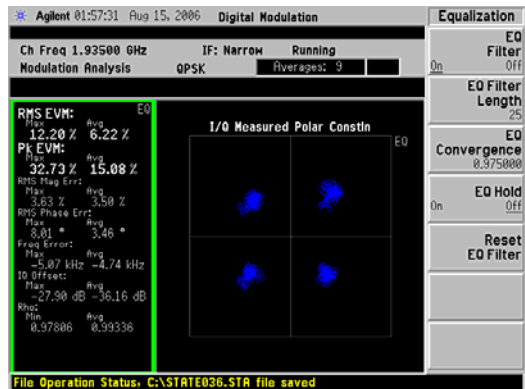 Agilent 01:57:31 Aug 15, 2006 Digital Modulation
Equalization
Ch Freq 1.93500 GHz IF: Narrow Running
Modulation Analysis QPSK Averages: 9
RMS EVM: EQ
Max Avg
12.20 % 6.22 %
Pk EVM:
Max Avg
32.73 % 15.08 %
RMS Mag Err:
Max Avg
3.63 % 3.50 %
RMS Phase Err:
Max Avg
8.01 ° 3.46 °
Freq Error:
Max Avg
-5.07 kHz -4.74 kHz
IQ Offset:
Max Avg
-27.90 dB -36.16 dB
Rho:
Min Avg
0.97806 0.99336
I/Q Measured Polar Constln
EQ
EQ
Filter
On Off
EQ Filter
Length
25
EQ
Convergence
0.975000
EQ Hold
On Off
Reset
EQ Filter
File Operation Status, C:\STATE036.STA file saved